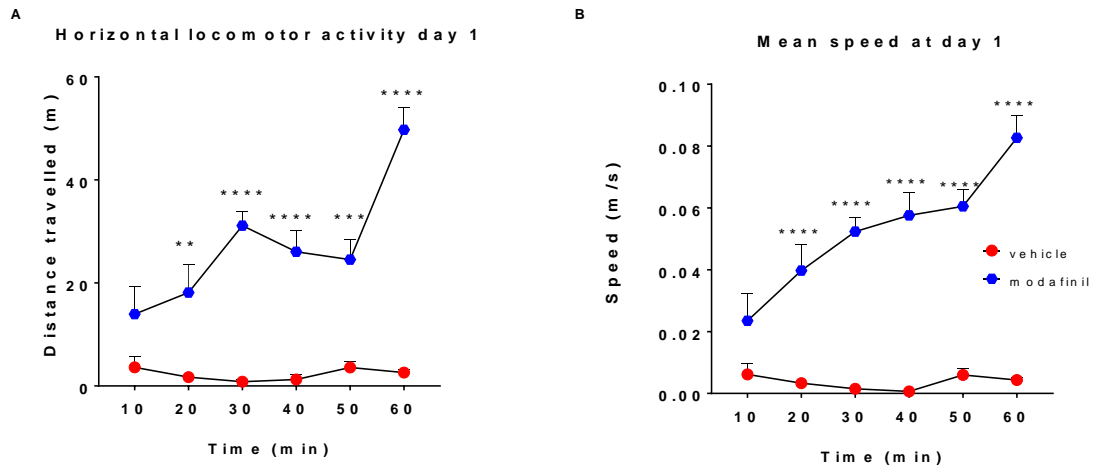 A
Horizontal locomotor activity day 1
Distance travelled (m)
60
40
20
0
**
****
****
***
****
10 20 30 40 50 60
Time (min)
B
Mean speed at day 1
Speed (m/s)
0.10
0.08
0.06
0.04
0.02
0.00
****
****
****
****
****
10 20 30 40 50 60
Time (min)
vehicle
modafinil